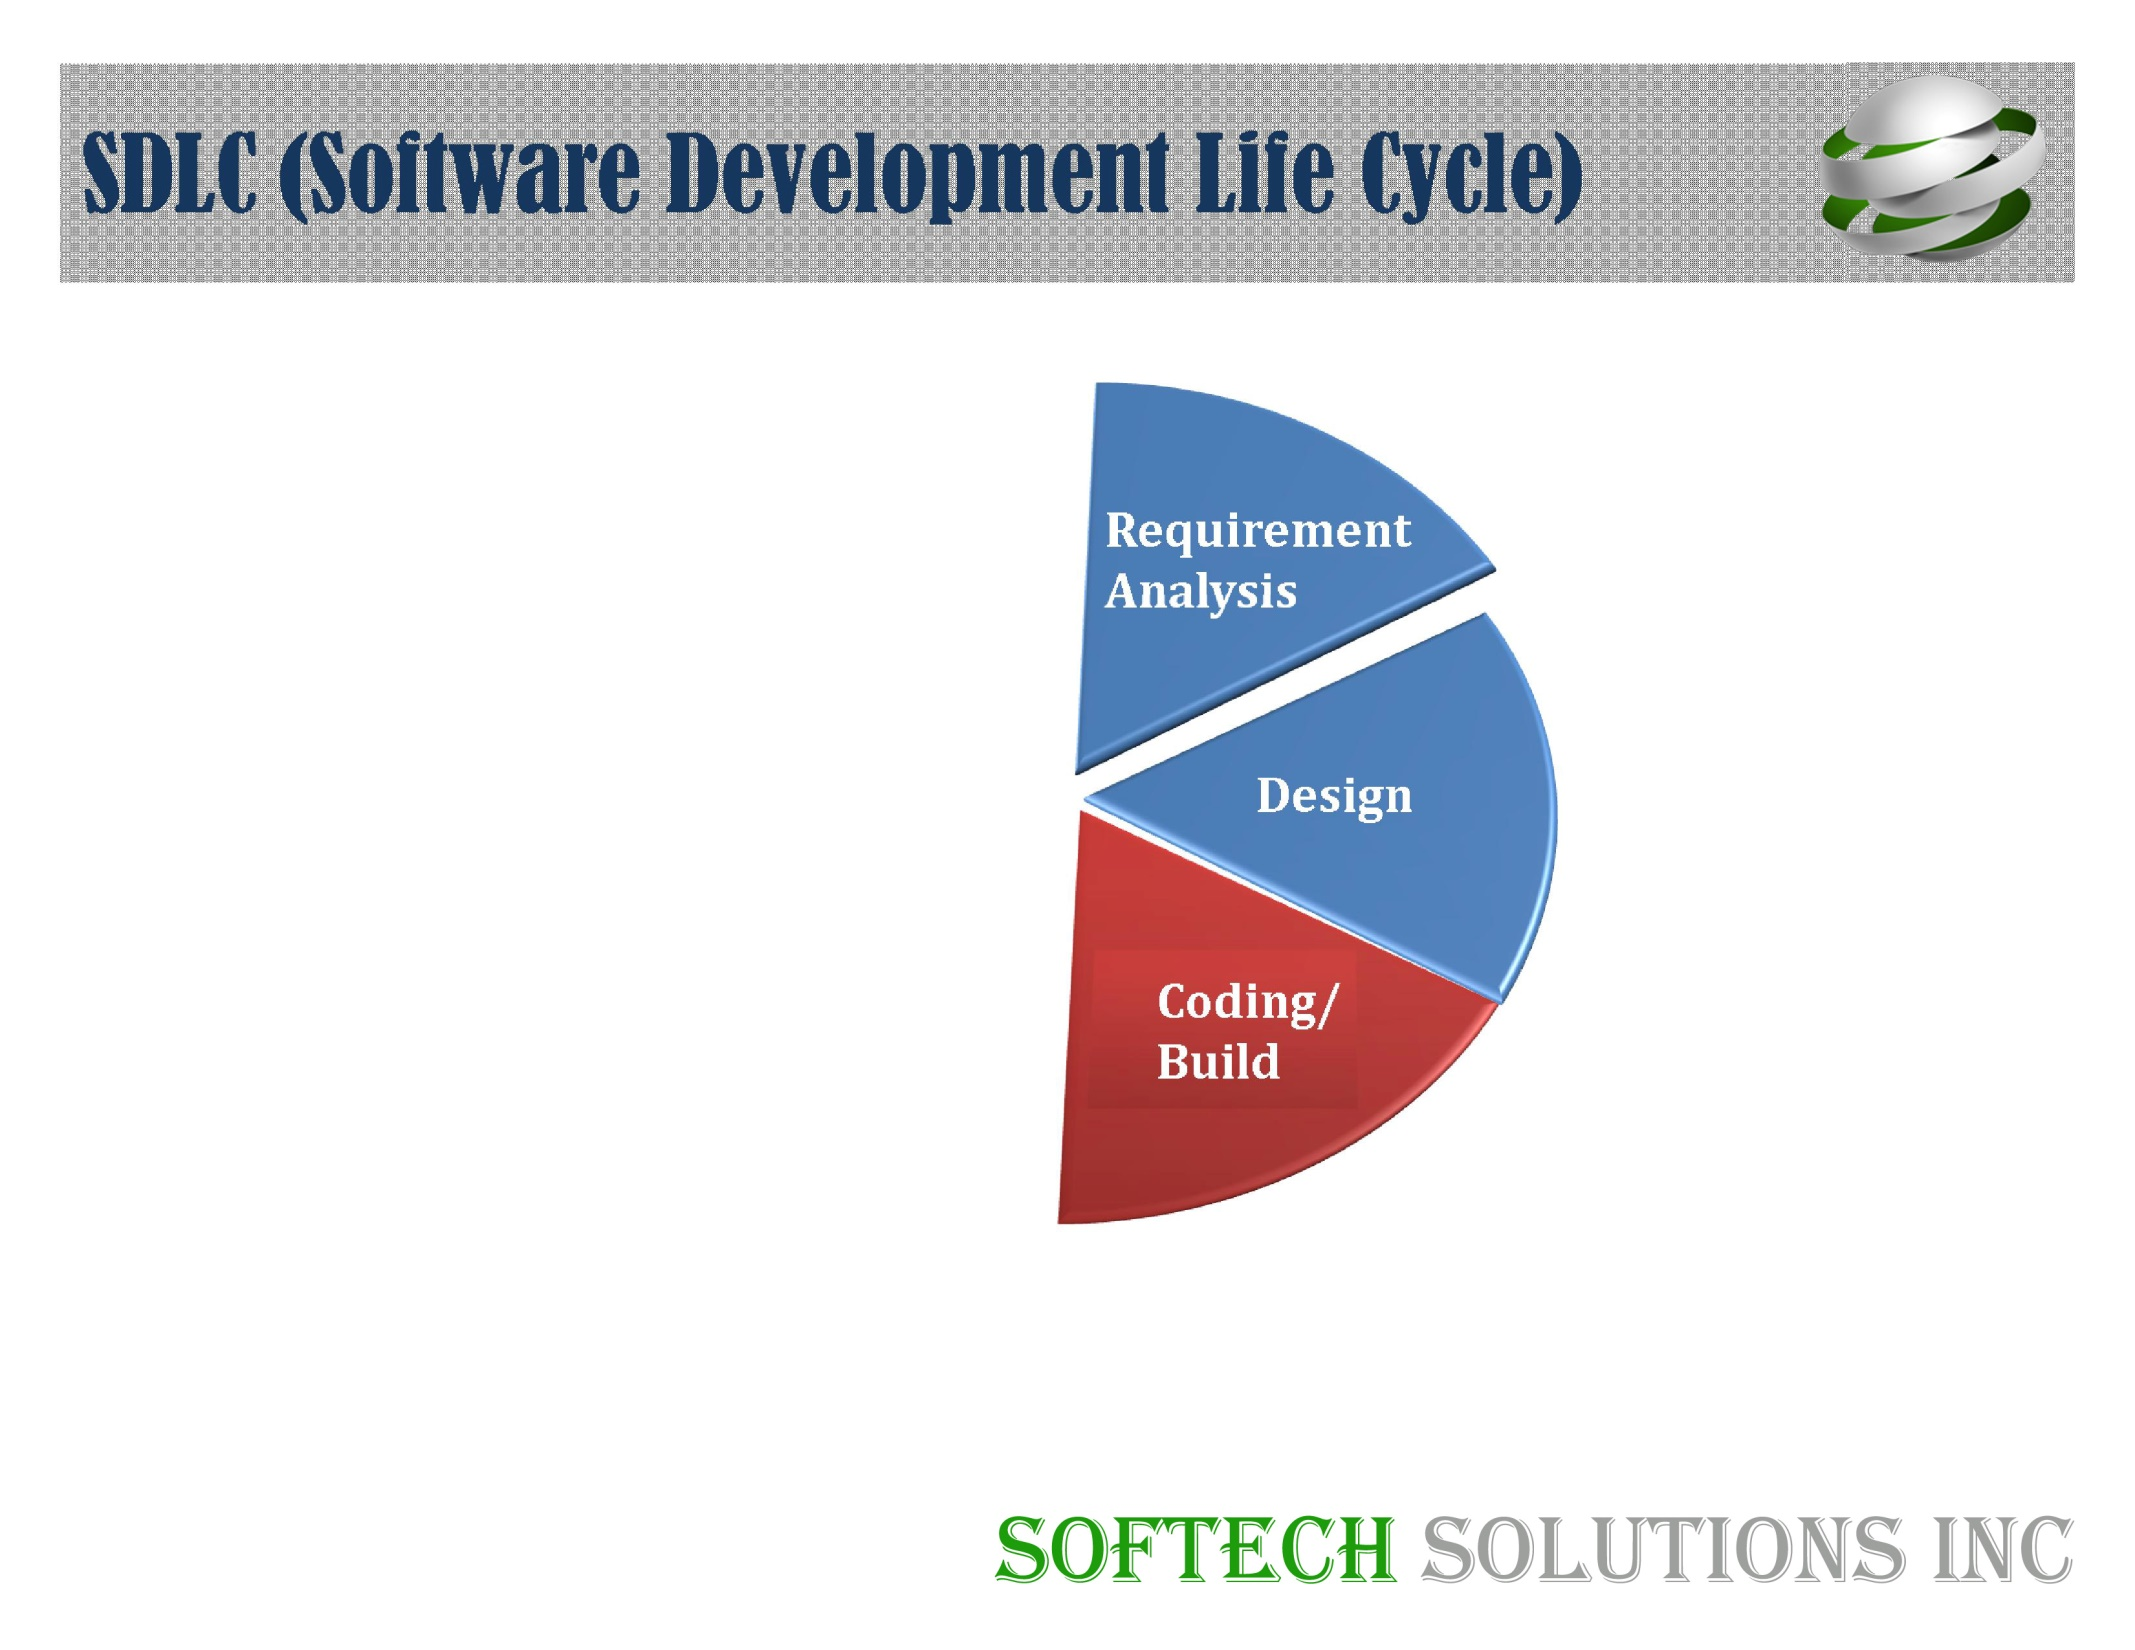 SDLC (Software Development Life Cycle)
Requirement
Analysis
Design
Coding/
Build
SOFTECH SOLUTIONS INC